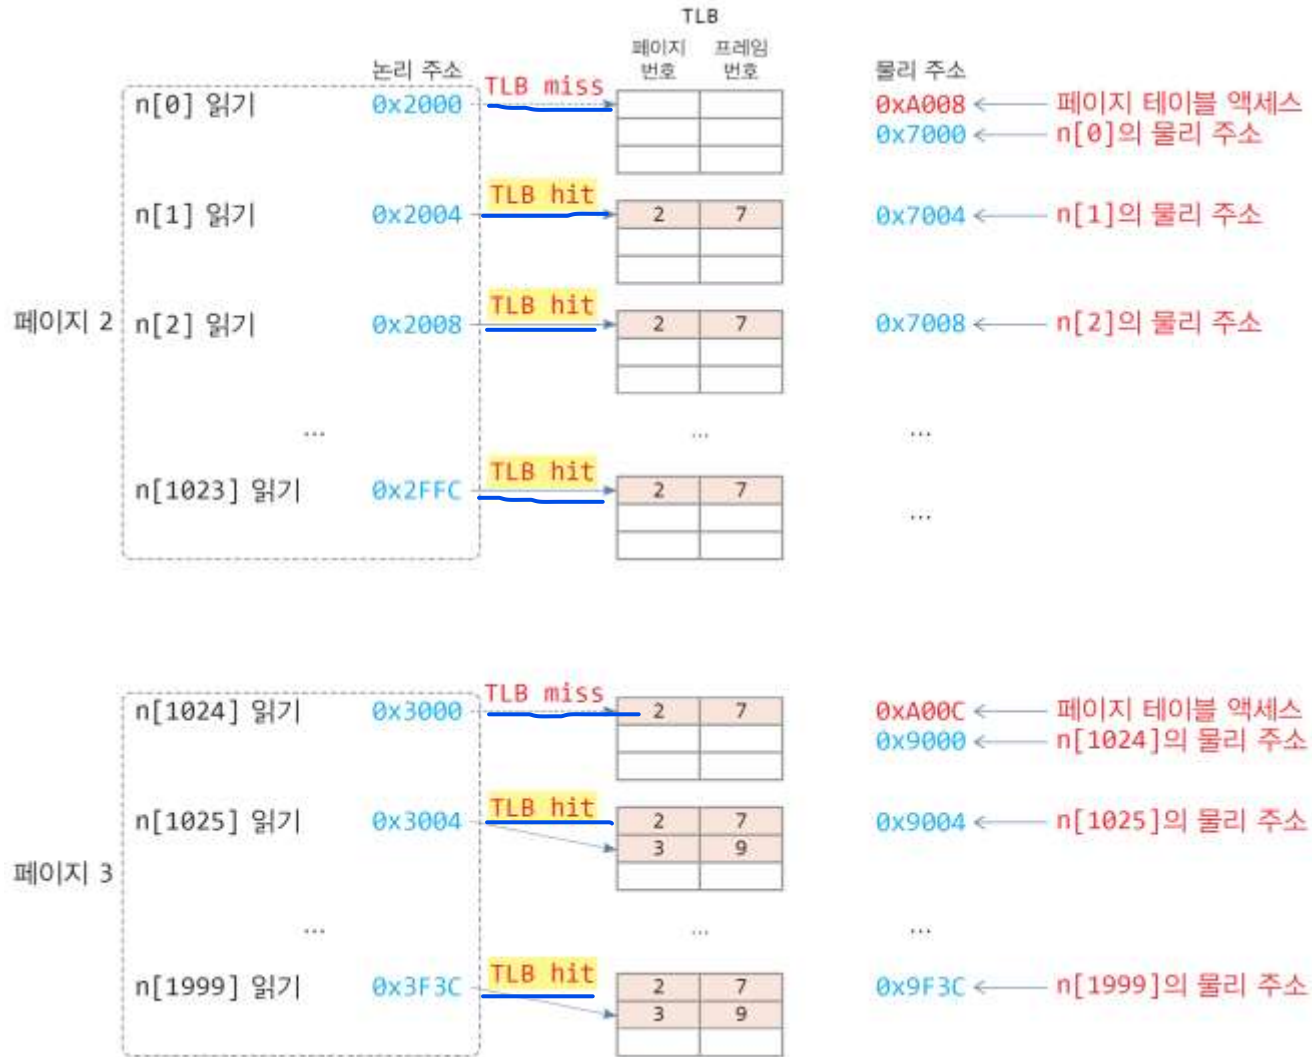 TLB
페이지 프레임
논리 주소 번호 번호 물리 주소
n[0] 읽기 0x2000 TLB miss 0xA008 페이지 테이블 액세스
0x7000 n[0]의 물리 주소
n[1] 읽기 0x2004 TLB hit 2 7 0x7004 n[1]의 물리 주소
페이지 2 n[2] 읽기 0x2008 TLB hit 2 7 0x7008 n[2]의 물리 주소
... ... ...
n[1023] 읽기 0x2FFC TLB hit 2 7 ...
n[1024] 읽기 0x3000 TLB miss 2 7 0xA00C 페이지 테이블 액세스
0x9000 n[1024]의 물리 주소
n[1025] 읽기 0x3004 TLB hit 2 7 0x9004 n[1025]의 물리 주소
3 9
페이지 3
... ... ...
n[1999] 읽기 0x3F3C TLB hit 2 7 0x9F3C n[1999]의 물리 주소
3 9